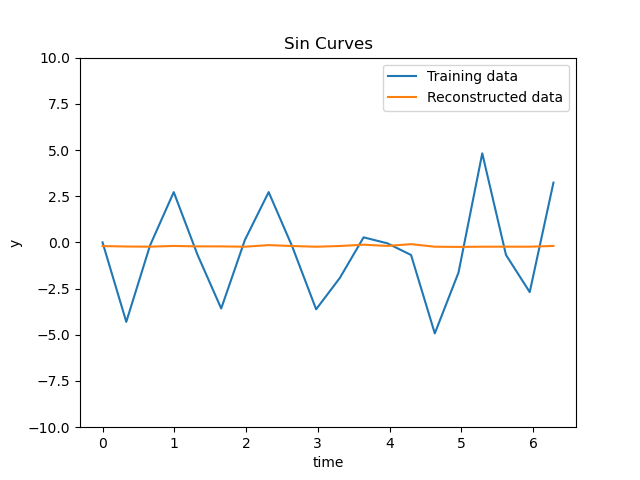 Sin Curves
10.0
7.5
5.0
2.5
0.0
−2.5
−5.0
−7.5
−10.0
y
Training data
Reconstructed data
0 1 2 3 4 5 6
time